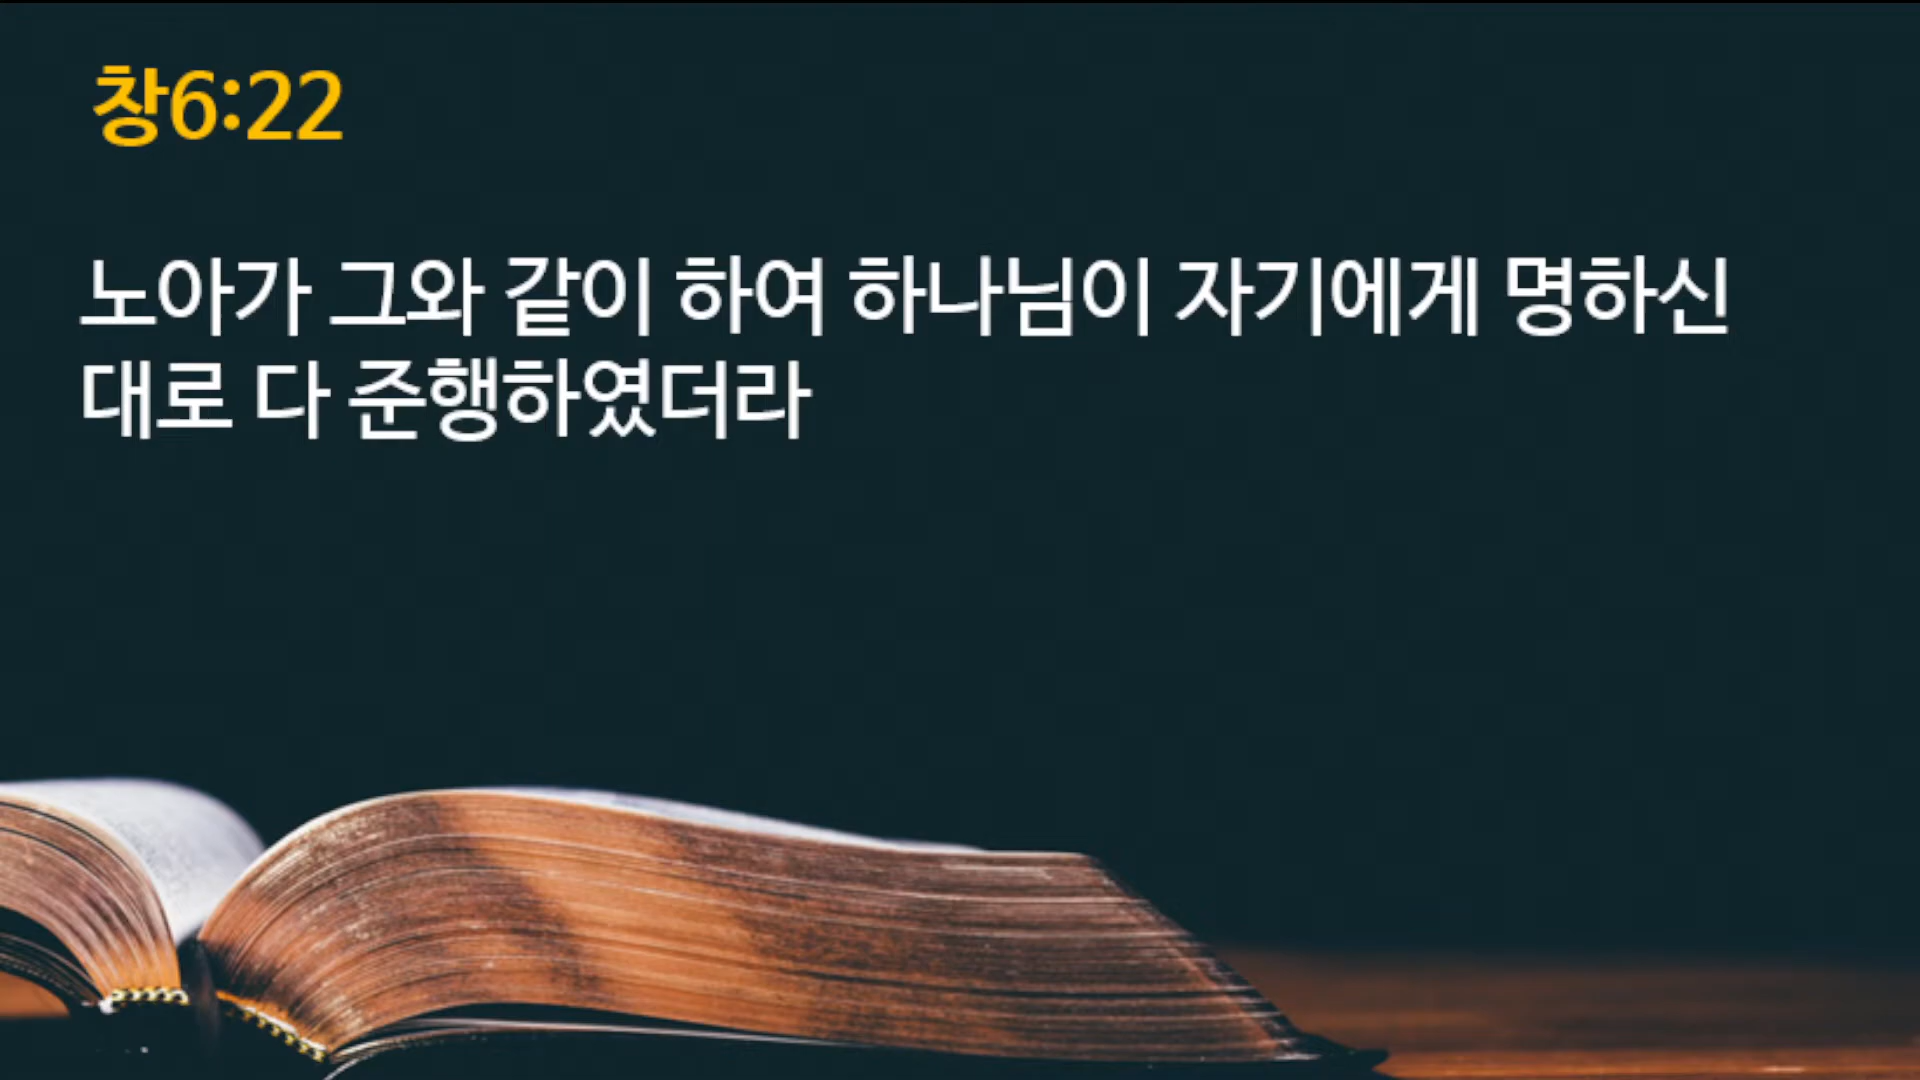 창6:22
노아가 그와 같이 하여 하나님이 자기에게 명하신
대로 다 준행하였더라